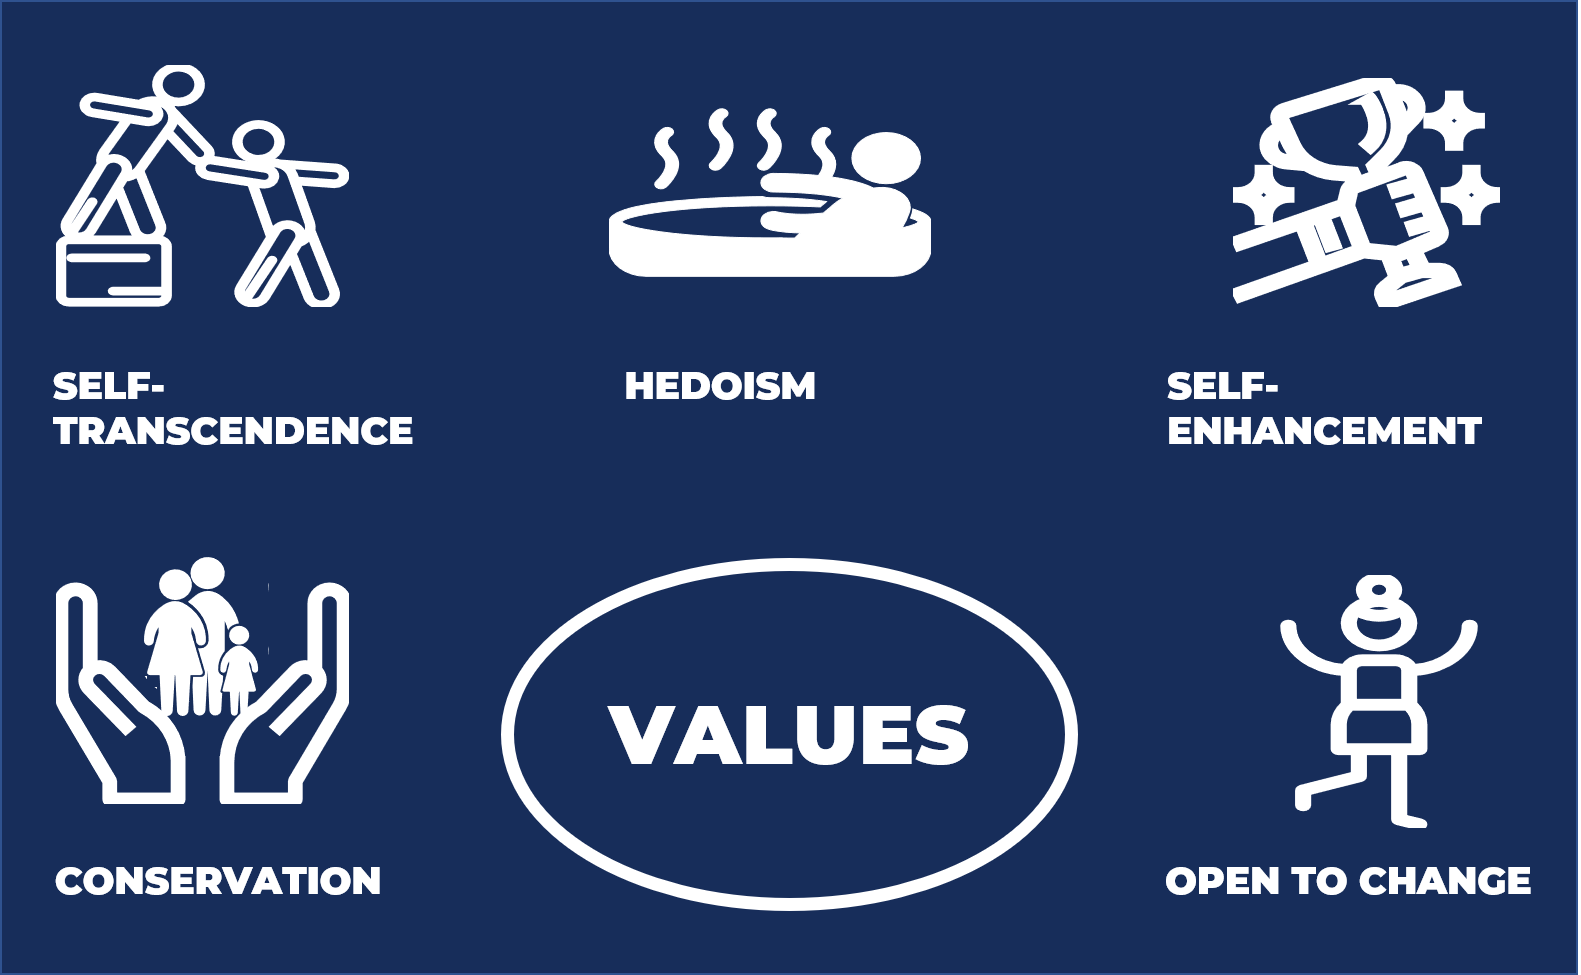 SELF-
TRANSCENDENCE
HEDOISM
SELF-
ENHANCEMENT
VALUES
CONSERVATION
OPEN TO CHANGE